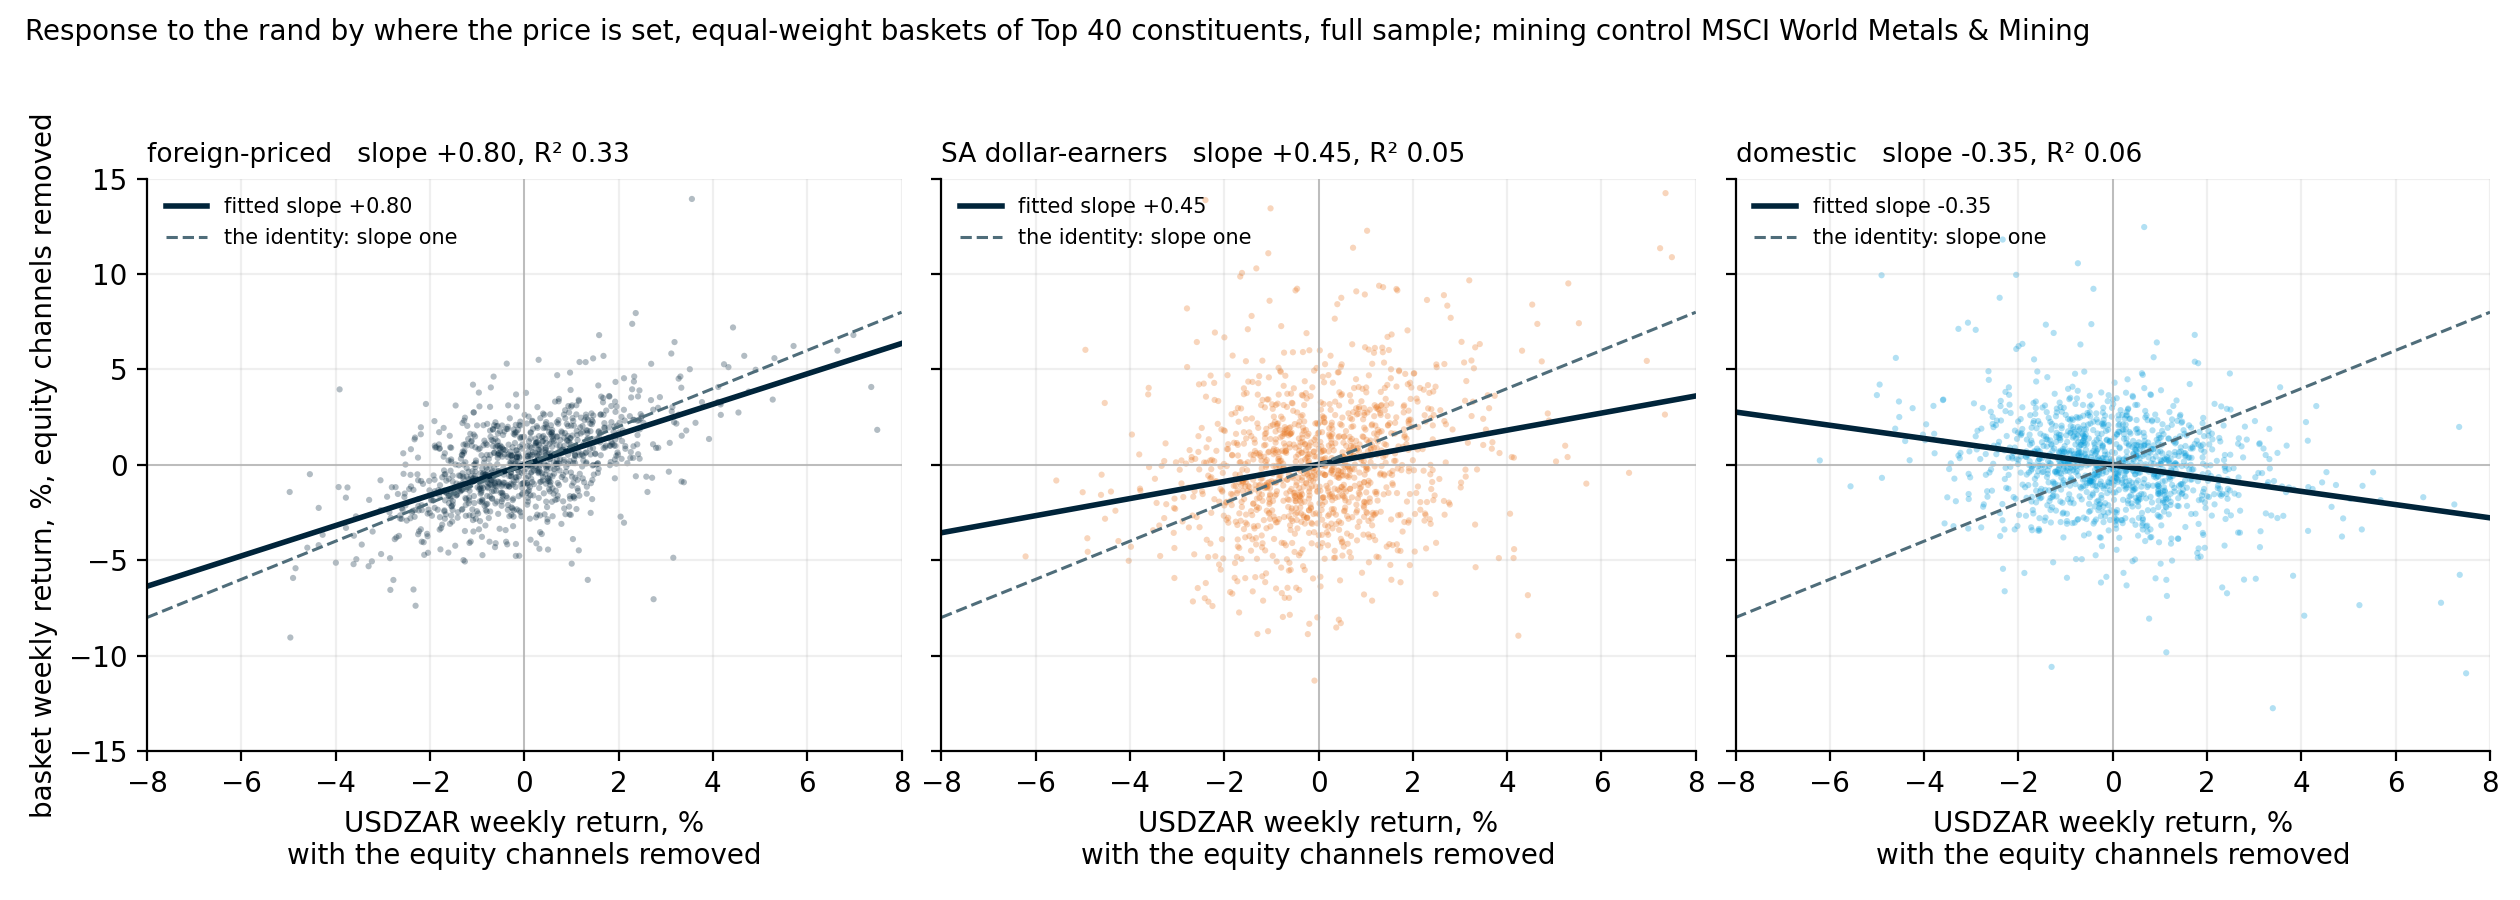 Response to the rand by where the price is set, equal-weight baskets of Top 40 constituents, full sample; mining control MSCI World Metals & Mining
basket weekly return, %, equity channels removed
foreign-priced   slope +0.80, R² 0.33
fitted slope +0.80
the identity: slope one
15
10
5
0
−5
−10
−15
−8 −6 −4 −2 0 2 4 6 8
USDZAR weekly return, %
with the equity channels removed
SA dollar-earners   slope +0.45, R² 0.05
fitted slope +0.45
the identity: slope one
−8 −6 −4 −2 0 2 4 6 8
USDZAR weekly return, %
with the equity channels removed
domestic   slope -0.35, R² 0.06
fitted slope -0.35
the identity: slope one
−8 −6 −4 −2 0 2 4 6 8
USDZAR weekly return, %
with the equity channels removed